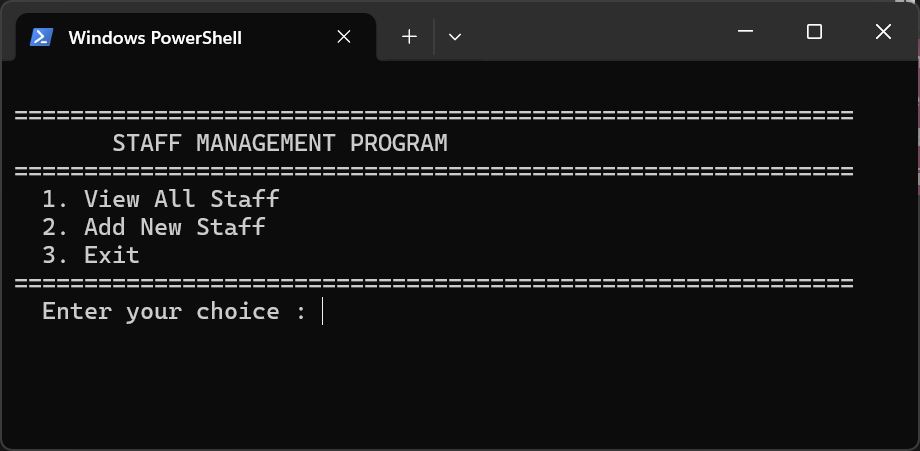 Windows PowerShell
============================================================
STAFF MANAGEMENT PROGRAM
============================================================
1. View All Staff
2. Add New Staff
3. Exit
============================================================
Enter your choice :